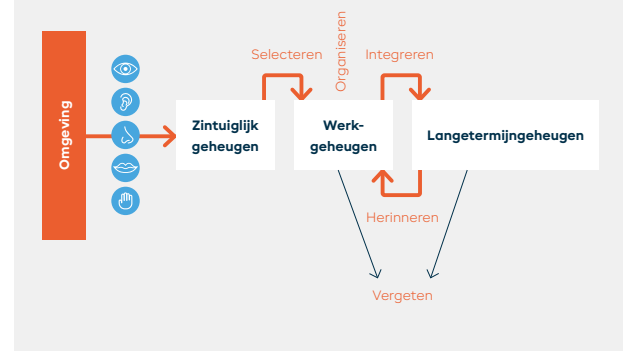 Omgeving
Selecteren
Organiseren
Integreren
Zintuiglijk
geheugen
Werk-
geheugen
Langetermijngeheugen
Herinneren
Vergeten